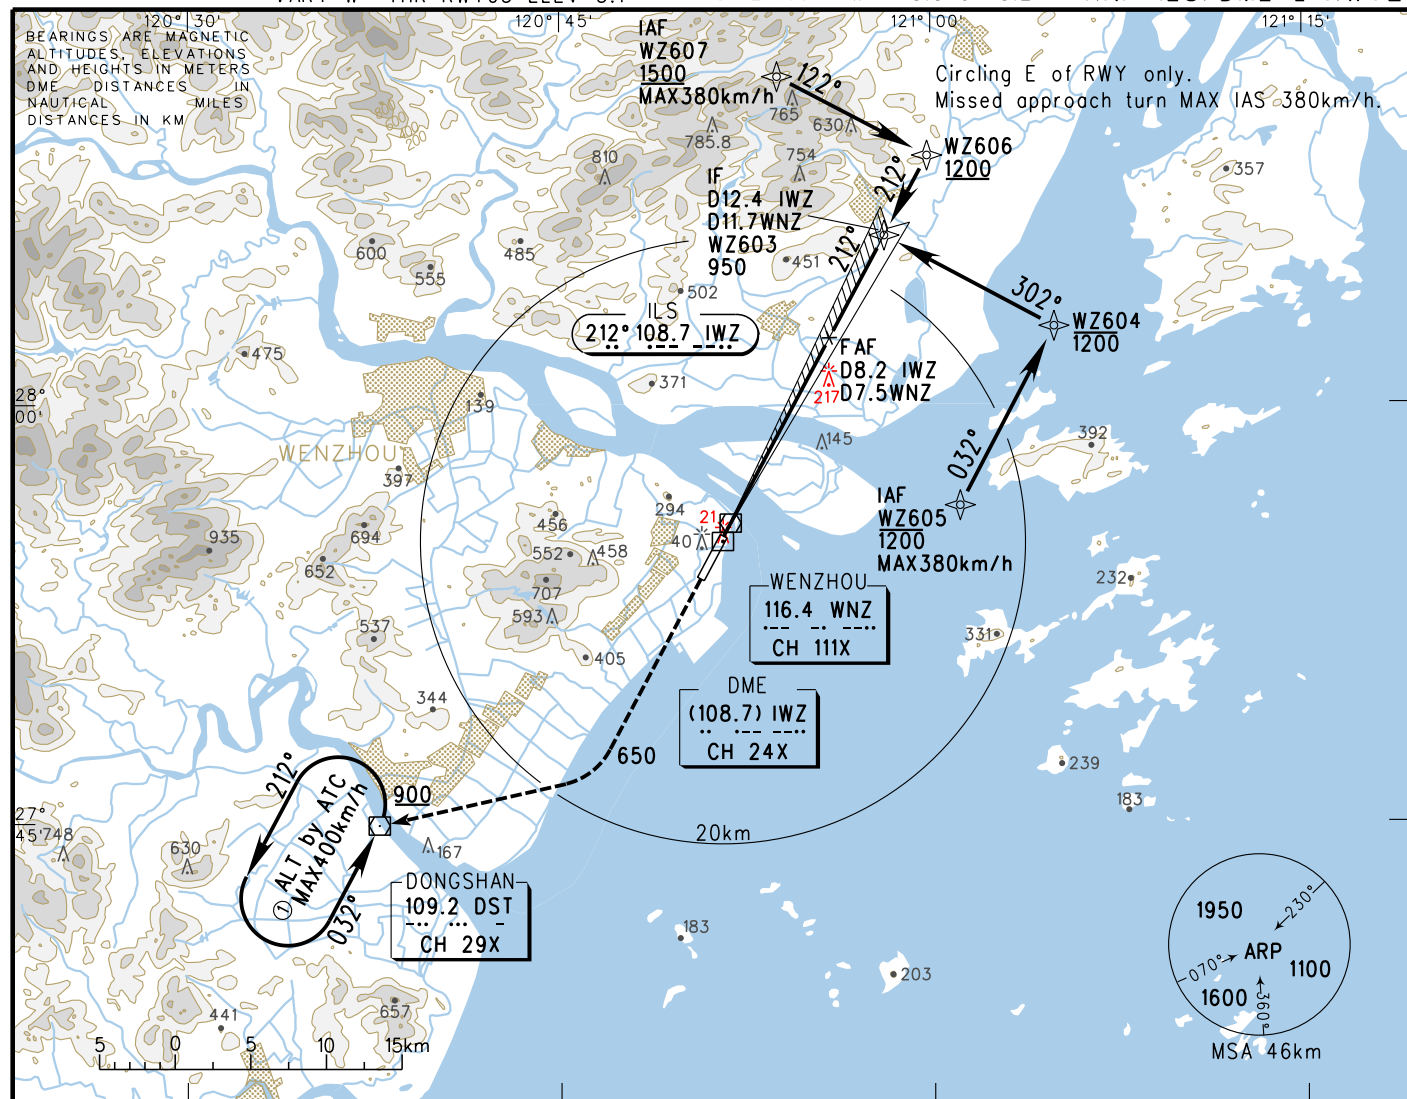 120° 30'
120° 45'
121° 00'
121° 15'
BEARINGS ARE MAGNETIC
ALTITUDES, ELEVATIONS
AND HEIGHTS IN METERS
DME DISTANCES IN
NAUTICAL MILES
DISTANCES IN KM
IAF
WZ607
1500
MAX380km/h
122°
Circling E of RWY only.
Missed approach turn MAX IAS 380km/h.
765
630
785.8
754
810
WZ606
1200
212°
357
IF
D12.4 IWZ
D11.7WNZ
WZ603
950
212°
451
600
555
485
502
302°
WZ604
1200
ILS
212° 108.7 IWZ
FAF
D8.2 IWZ
D7.5WNZ
217
475
371
139
28°
00'
145
392
032°
WENZHOU
397
IAF
WZ605
1200
MAX380km/h
294
21
40
456
694
935
652
552
458
707
593
232
WENZHOU
116.4 WNZ
CH 111X
331
537
405
344
DME
(108.7) IWZ
CH 24X
650
239
183
212°
900
27°
45'
748
630
ALT by ATC
MAX400km/h
①
032°
167
20km
DONGSHAN
109.2 DST
CH 29X
183
203
1950
230°
ARP
070°
1100
1600
360°
MSA 46km
657
441
5 0 5 10 15km